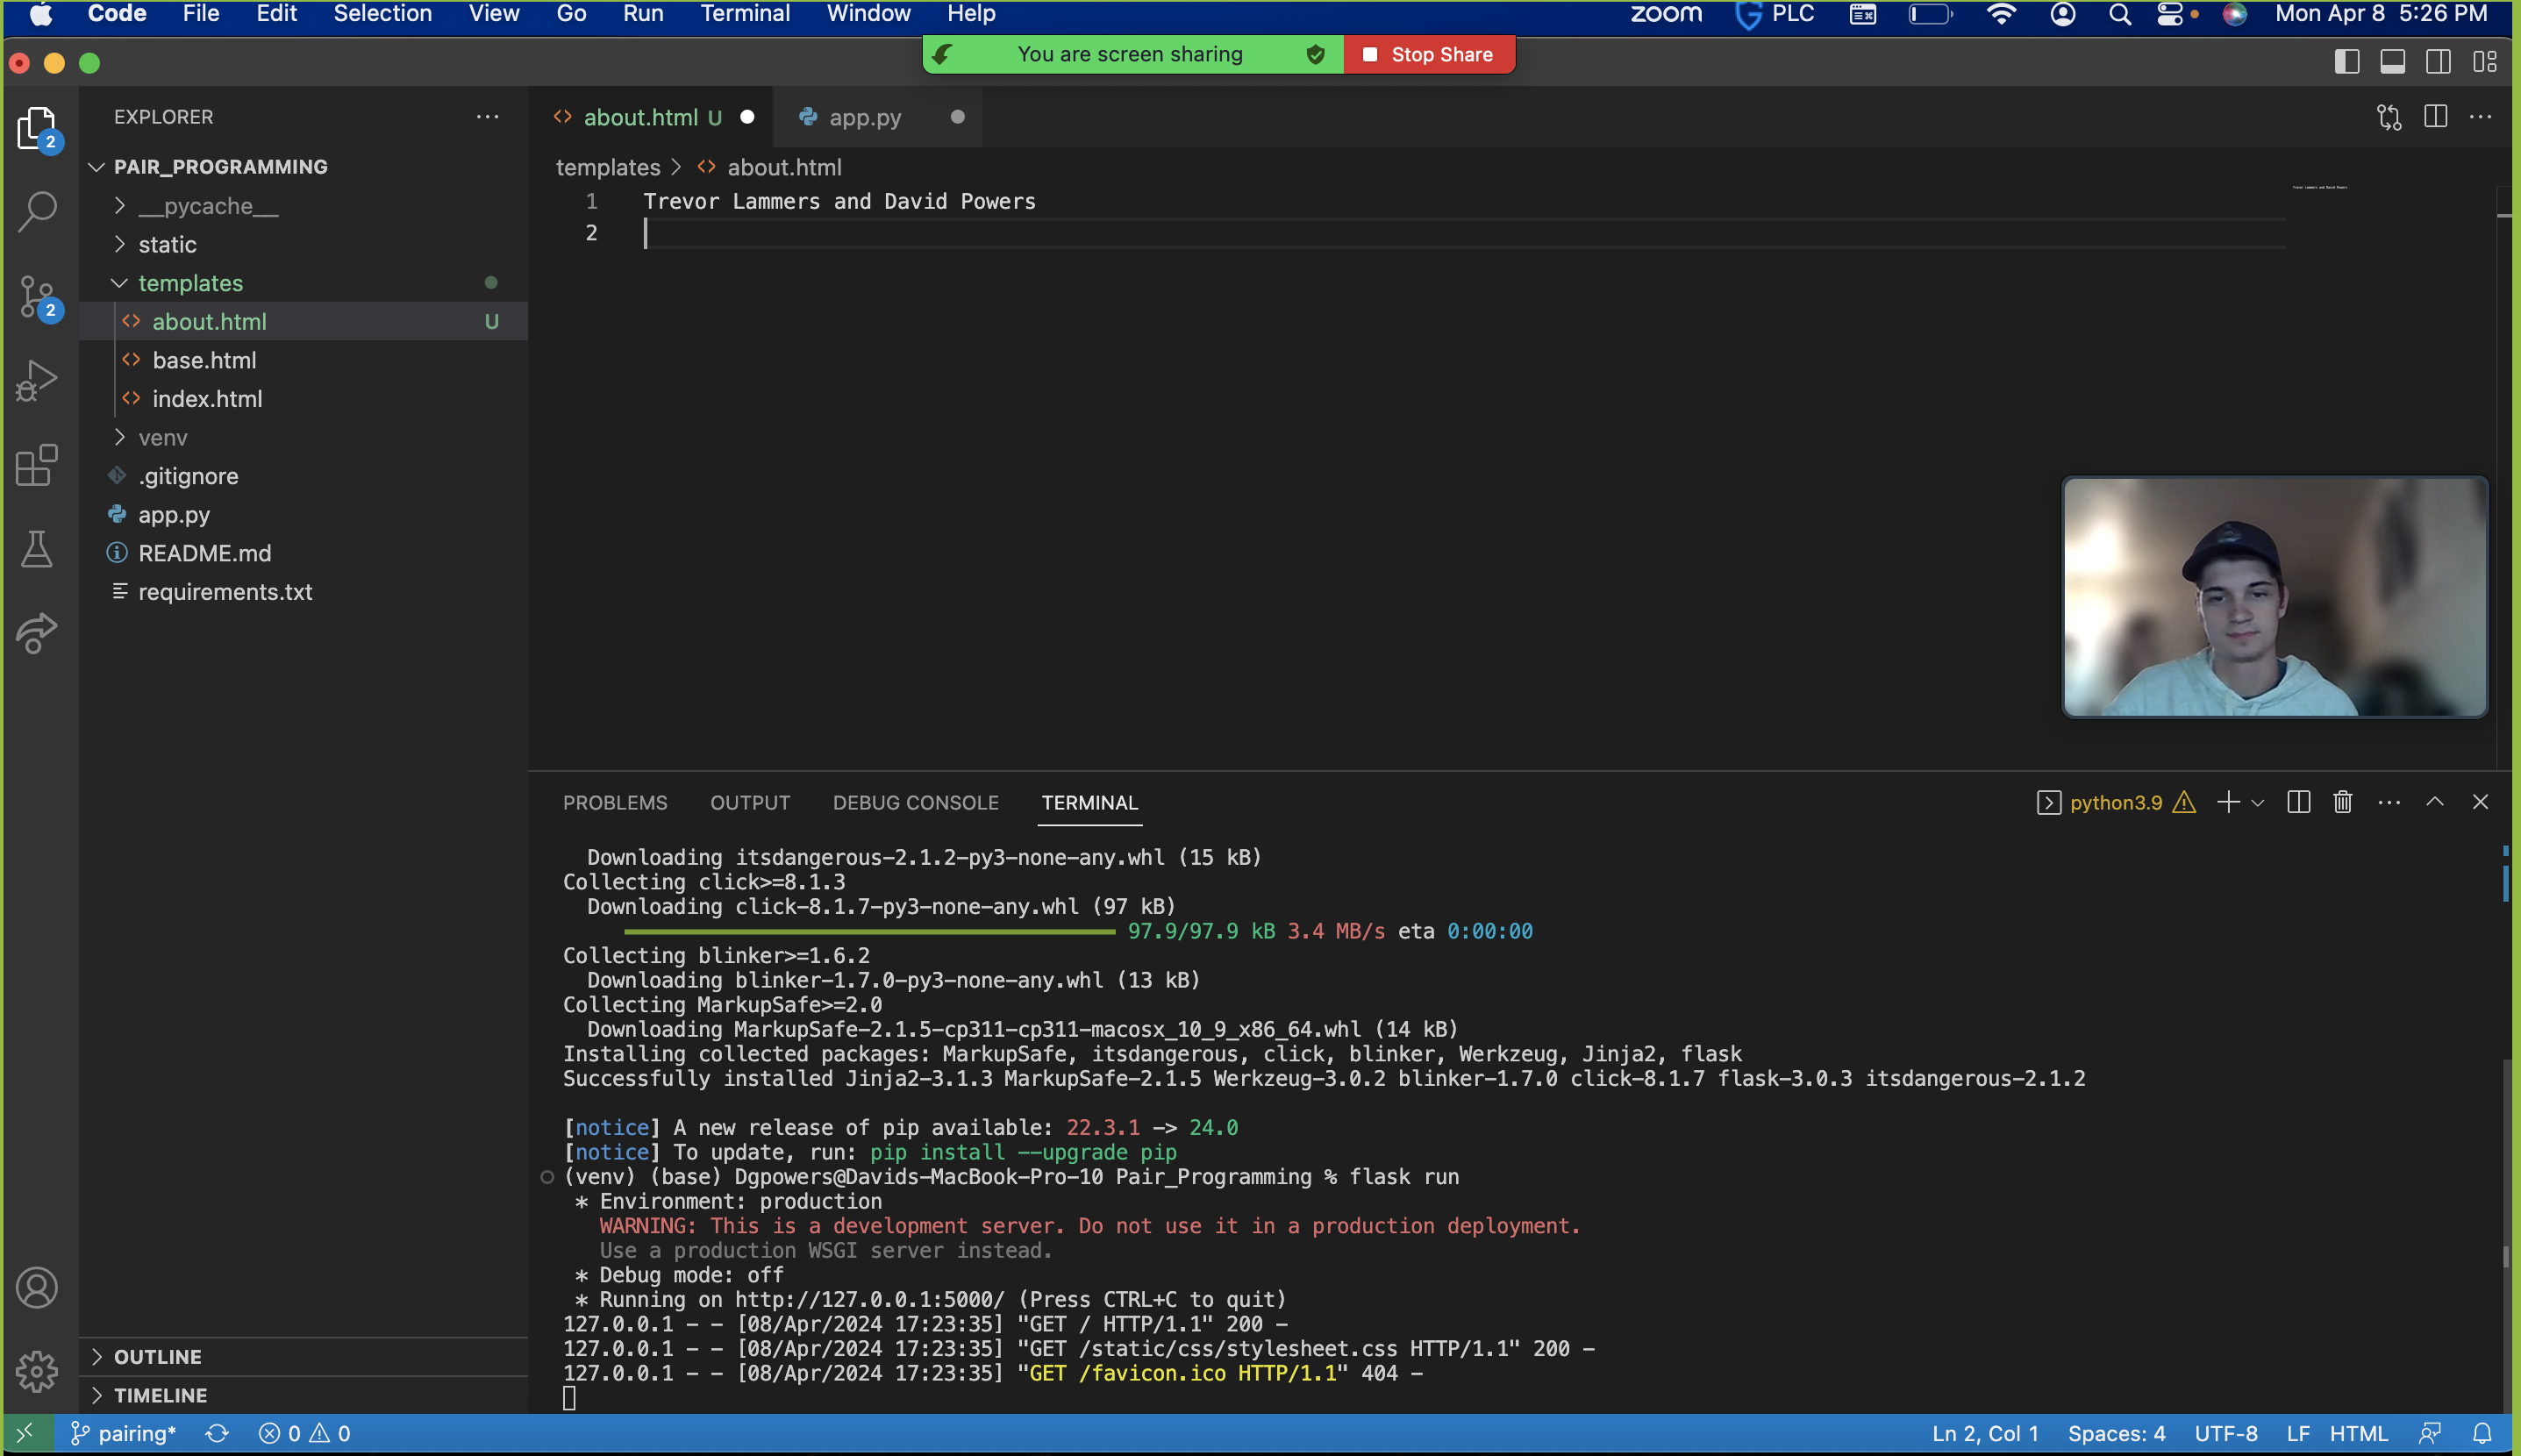 Code File Edit Selection View Go Run Terminal Window Help zoom PLC Mon Apr 8 5:26 PM
You are screen sharing Stop Share
EXPLORER
about.html U app.py
PAIR_PROGRAMMING
templates > about.html
__pycache__
static
templates
about.html U
base.html
index.html
venv
.gitignore
app.py
README.md
requirements.txt
OUTLINE
TIMELINE
2
2
1 Trevor Lammers and David Powers
2
Trevor Lammers and David Powers
PROBLEMS OUTPUT DEBUG CONSOLE TERMINAL python3.9
Downloading itsdangerous-2.1.2-py3-none-any.whl (15 kB)
Collecting click>=8.1.3
Downloading click-8.1.7-py3-none-any.whl (97 kB)
97.9/97.9 kB 3.4 MB/s eta 0:00:00
Collecting blinker>=1.6.2
Downloading blinker-1.7.0-py3-none-any.whl (13 kB)
Collecting MarkupSafe>=2.0
Downloading MarkupSafe-2.1.5-cp311-cp311-macosx_10_9_x86_64.whl (14 kB)
Installing collected packages: MarkupSafe, itsdangerous, click, blinker, Werkzeug, Jinja2, flask
Successfully installed Jinja2-3.1.3 MarkupSafe-2.1.5 Werkzeug-3.0.2 blinker-1.7.0 click-8.1.7 flask-3.0.3 itsdangerous-2.1.2
[notice] A new release of pip available: 22.3.1 -> 24.0
[notice] To update, run: pip install --upgrade pip
(venv) (base) Dgpowers@Davids-MacBook-Pro-10 Pair_Programming % flask run
* Environment: production
WARNING: This is a development server. Do not use it in a production deployment.
Use a production WSGI server instead.
* Debug mode: off
* Running on http://127.0.0.1:5000/ (Press CTRL+C to quit)
127.0.0.1 - - [08/Apr/2024 17:23:35] "GET / HTTP/1.1" 200 -
127.0.0.1 - - [08/Apr/2024 17:23:35] "GET /static/css/stylesheet.css HTTP/1.1" 200 -
127.0.0.1 - - [08/Apr/2024 17:23:35] "GET /favicon.ico HTTP/1.1" 404 -
pairing* 0 0 Ln 2, Col 1 Spaces: 4 UTF-8 LF HTML